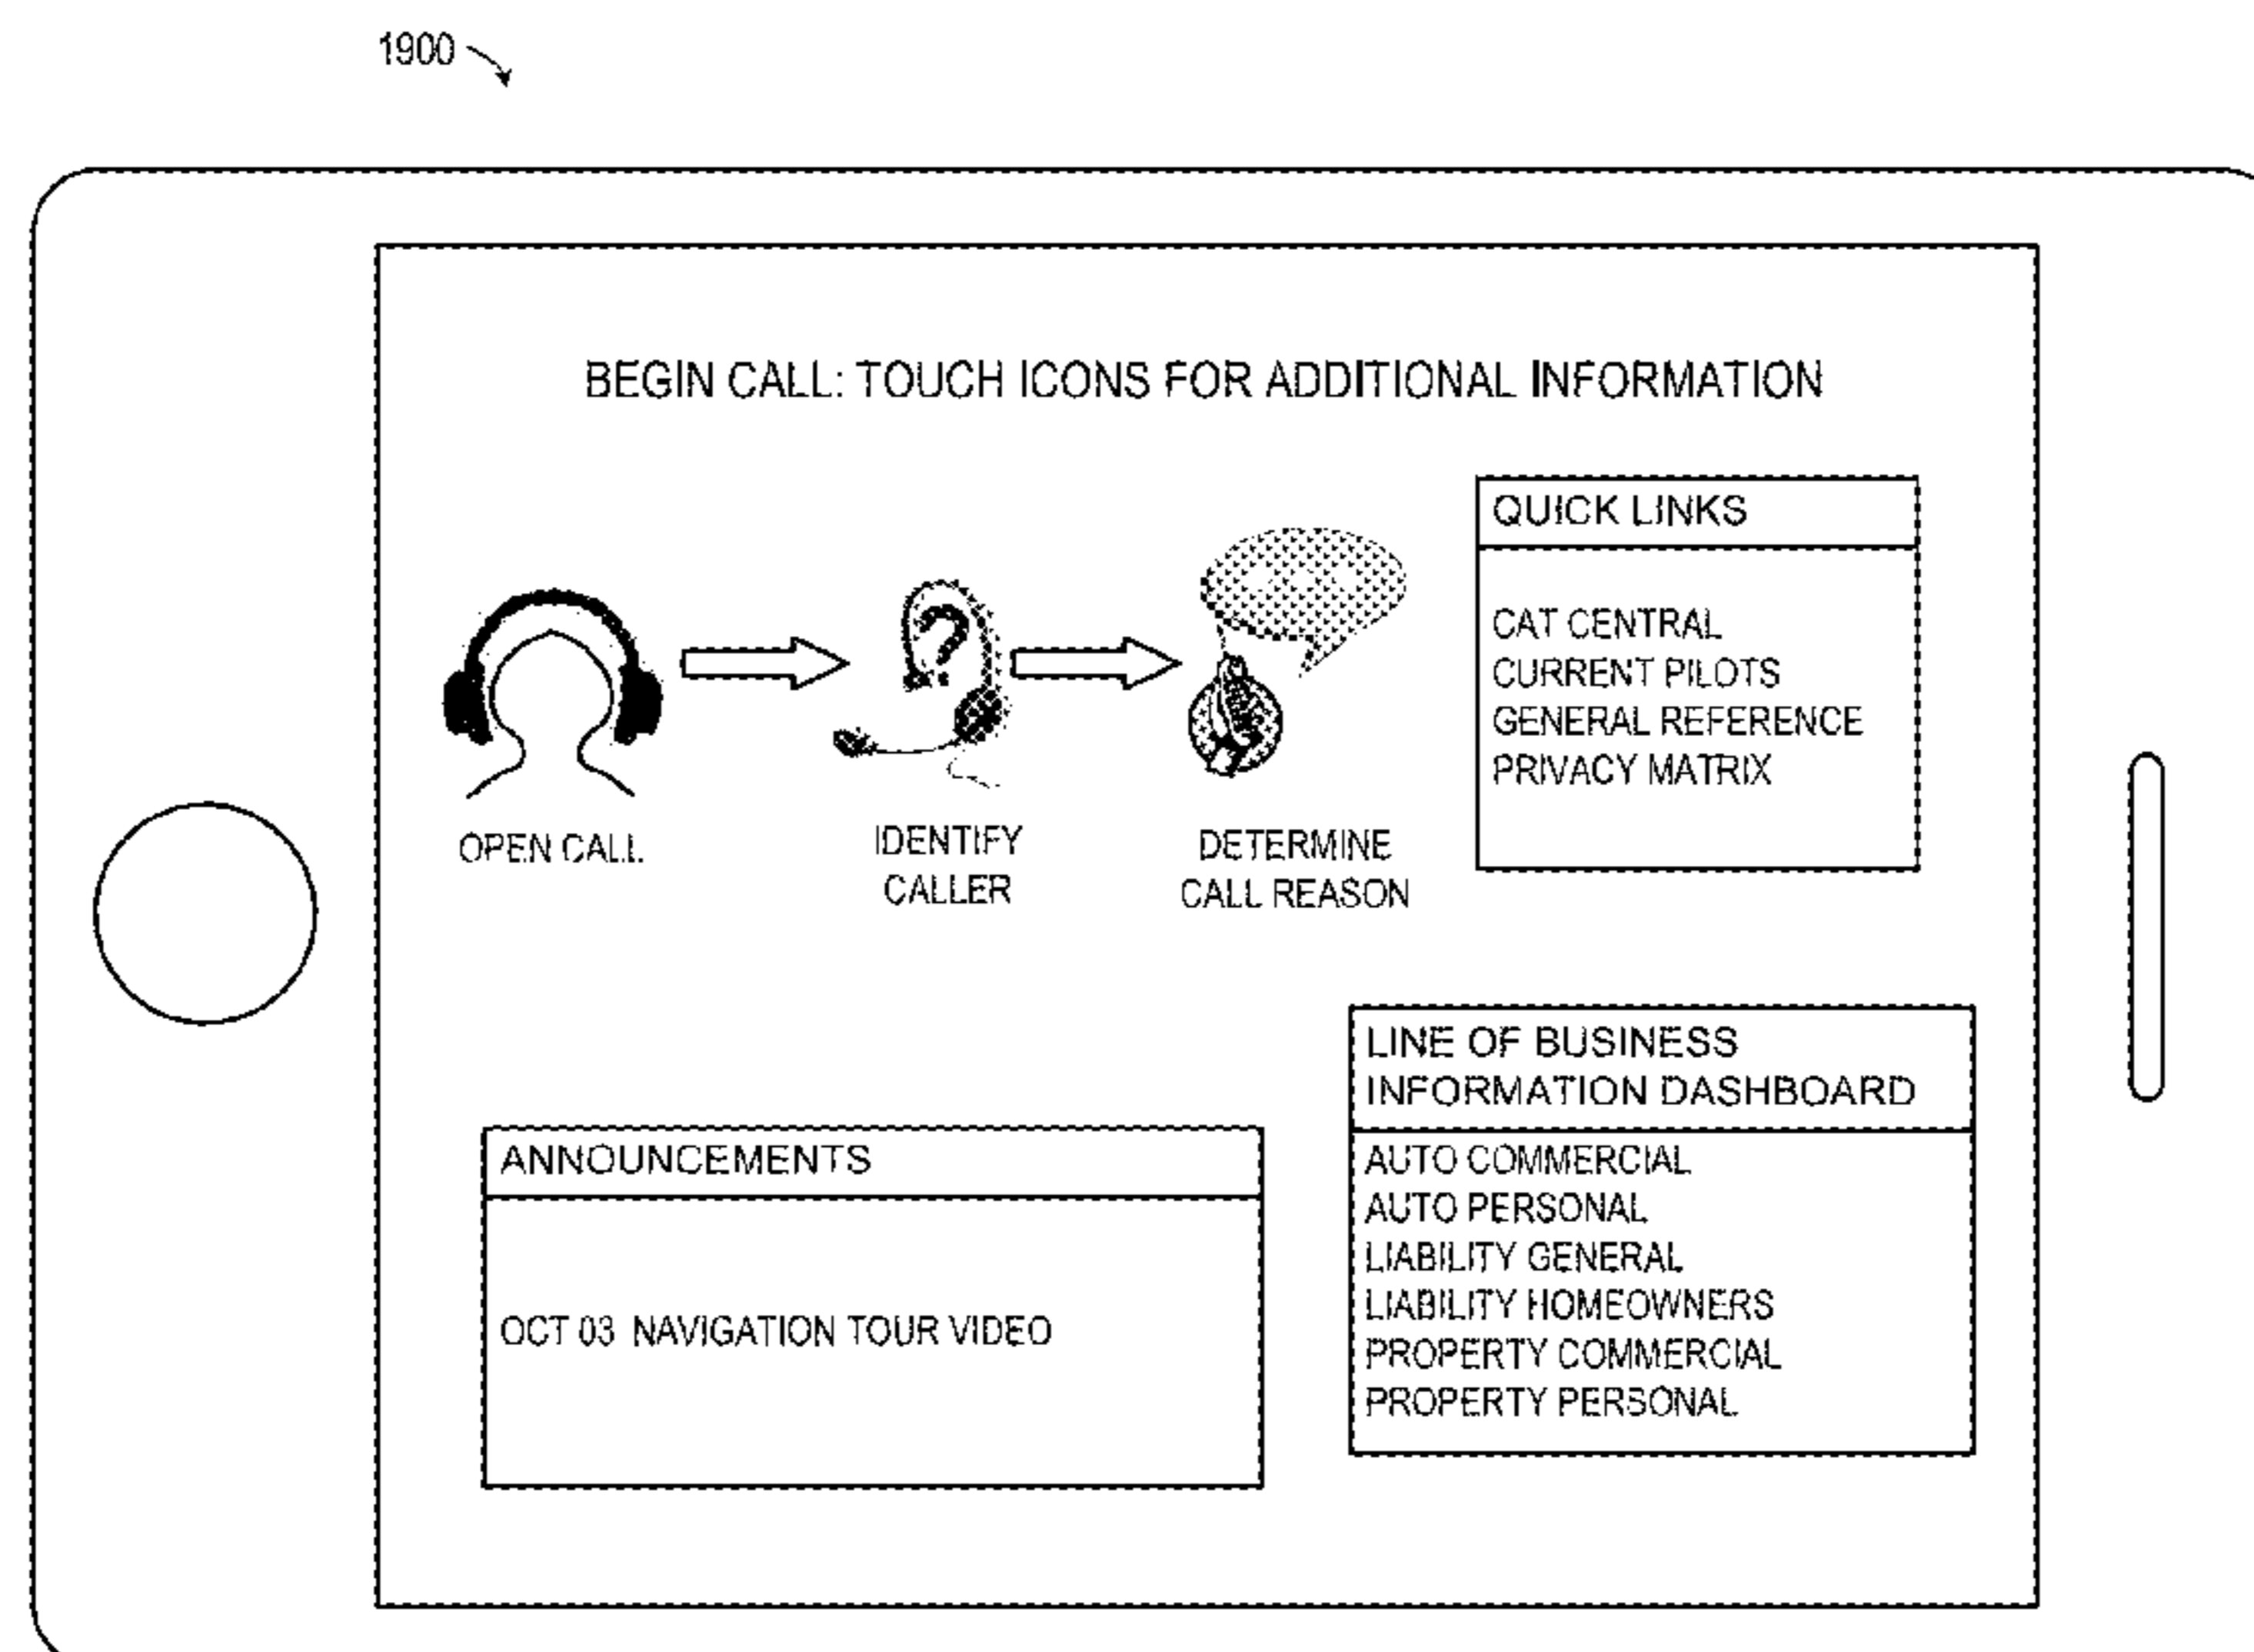 1900
BEGIN CALL: TOUCH ICONS FOR ADDITIONAL INFORMATION
OPEN CALL
IDENTIFY
CALLER
DETERMINE
CALL REASON
QUICK LINKS
CAT CENTRAL
CURRENT PILOTS
GENERAL REFERENCE
PRIVACY MATRIX
ANNOUNCEMENTS
OCT 03 NAVIGATION TOUR VIDEO
LINE OF BUSINESS
INFORMATION DASHBOARD
AUTO COMMERCIAL
AUTO PERSONAL
LIABILITY GENERAL
LIABILITY HOMEOWNERS
PROPERTY COMMERCIAL
PROPERTY PERSONAL